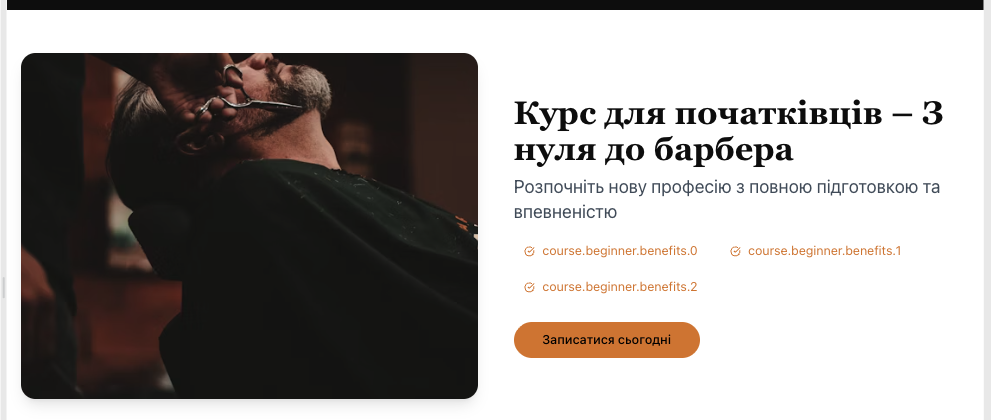 Курс для початківців – З
нуля до барбера
Розпочніть нову професію з повною підготовкою та
впевненістю
course.beginner.benefits.0 course.beginner.benefits.1
course.beginner.benefits.2
Записатися сьогодні